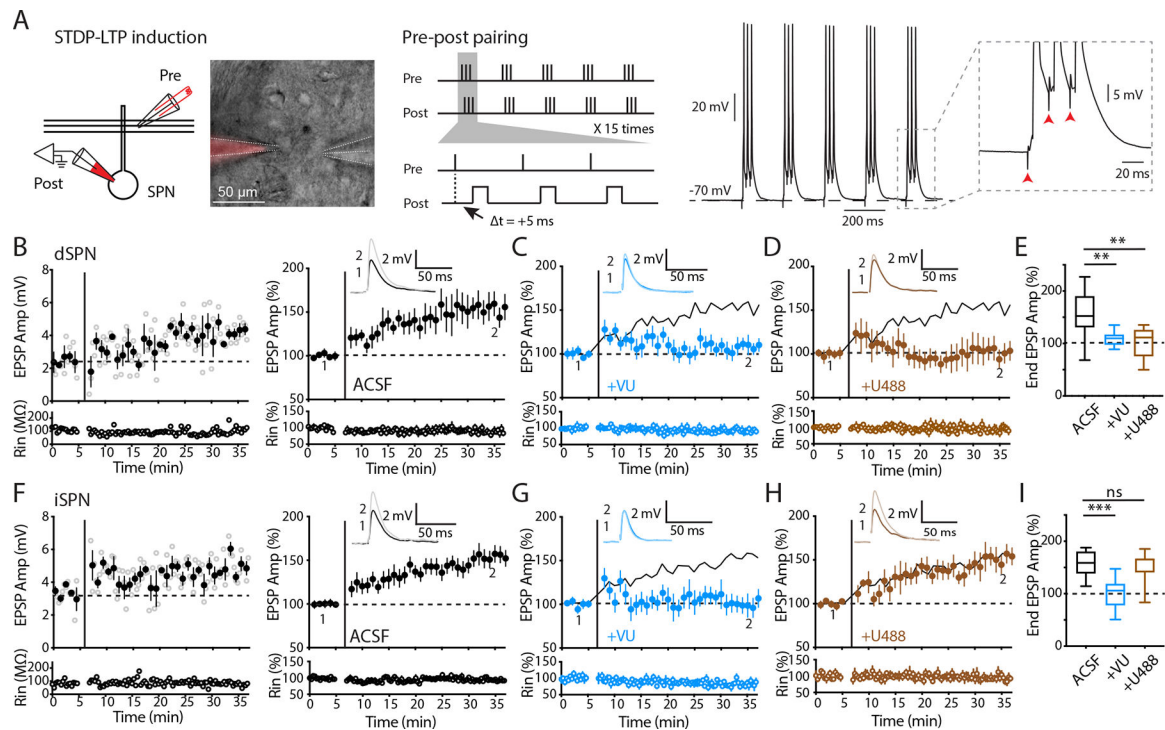 A
STDP-LTP induction
Pre
Post
SPN
50 µm
Pre-post pairing
Pre
Post
X 15 times
Pre
Post
Δt = +5 ms
20 mV
-70 mV
200 ms
5 mV
20 ms
B
dSPN
EPSP Amp (mV)
8
6
4
2
0
Rin (MΩ)
200
100
0
0 5 10 15 20 25 30 35
Time (min)
EPSP Amp (%)
200
150
100
50
2
1
2 mV
50 ms
1
2
ACSF
Rin (%)
150
100
50
0 5 10 15 20 25 30 35
Time (min)
C
EPSP Amp (%)
200
150
100
50
2
1
2 mV
50 ms
1
2
+VU
Rin (%)
150
100
50
0 5 10 15 20 25 30 35
Time (min)
D
EPSP Amp (%)
200
150
100
50
2
1
2 mV
50 ms
1
2
+U488
Rin (%)
150
100
50
0 5 10 15 20 25 30 35
Time (min)
E
End EPSP Amp (%)
200
100
0
**
**
ACSF
+VU
+U488
F
iSPN
EPSP Amp (mV)
8
6
4
2
0
Rin (MΩ)
200
100
0
0 5 10 15 20 25 30 35
Time (min)
EPSP Amp (%)
200
150
100
50
2
1
2 mV
50 ms
1
2
ACSF
Rin (%)
150
100
50
0 5 10 15 20 25 30 35
Time (min)
G
EPSP Amp (%)
200
150
100
50
2
1
2 mV
50 ms
1
2
+VU
Rin (%)
150
100
50
0 5 10 15 20 25 30 35
Time (min)
H
EPSP Amp (%)
200
150
100
50
2
1
2 mV
50 ms
1
2
+U488
Rin (%)
150
100
50
0 5 10 15 20 25 30 35
Time (min)
I
End EPSP Amp (%)
200
100
0
ns
***
ACSF
+VU
+U488